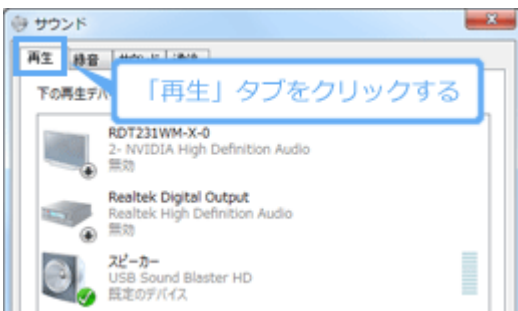 サウンド
再生
録音
「再生」タブをクリックする
下の再生デバ
RDT231WM-X-0
2- NVIDIA High Definition Audio
無効
Realtek Digital Output
Realtek High Definition Audio
無効
スピーカー
USB Sound Blaster HD
既定のデバイス